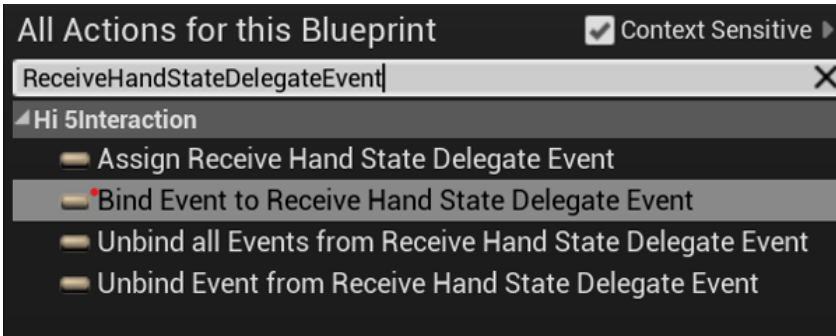 All Actions for this Blueprint Context Sensitive
ReceiveHandStateDelegateEvent
Hi 5Interaction
Assign Receive Hand State Delegate Event
Bind Event to Receive Hand State Delegate Event
Unbind all Events from Receive Hand State Delegate Event
Unbind Event from Receive Hand State Delegate Event